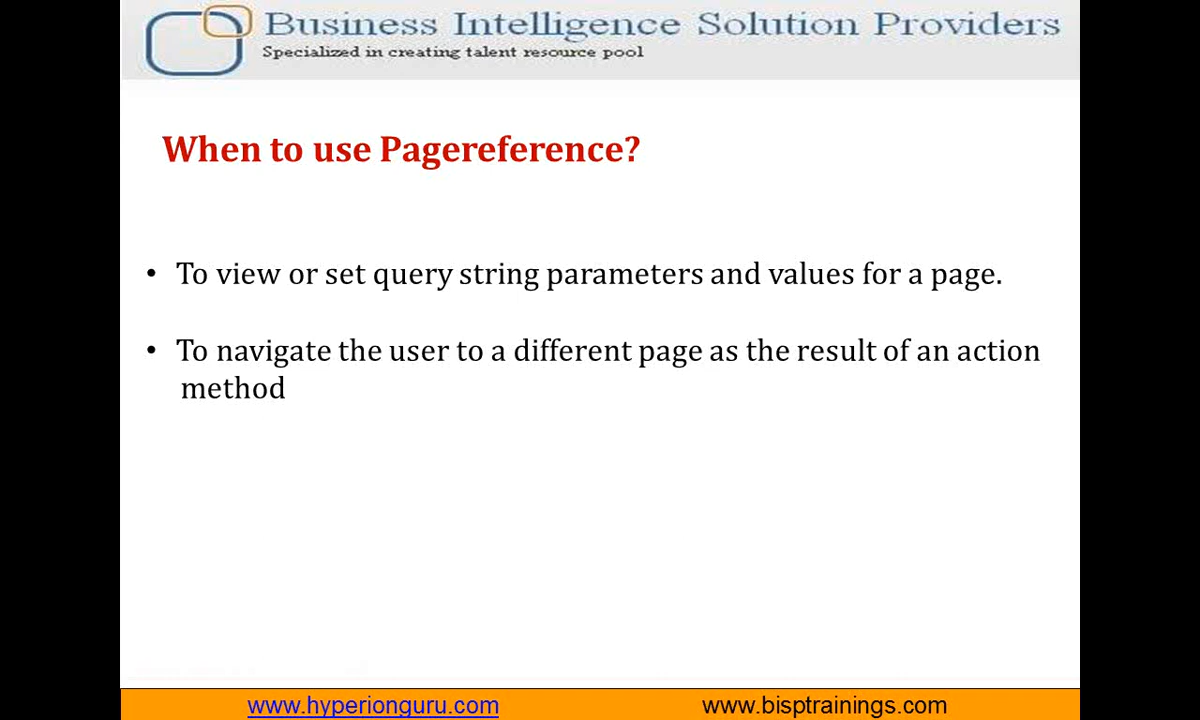 Business Intelligence Solution Providers
Specialized in creating talent resource pool
When to use Pagereference?
• To view or set query string parameters and values for a page.
• To navigate the user to a different page as the result of an action
method
www.hyperionguru.com www.bisptrainings.com